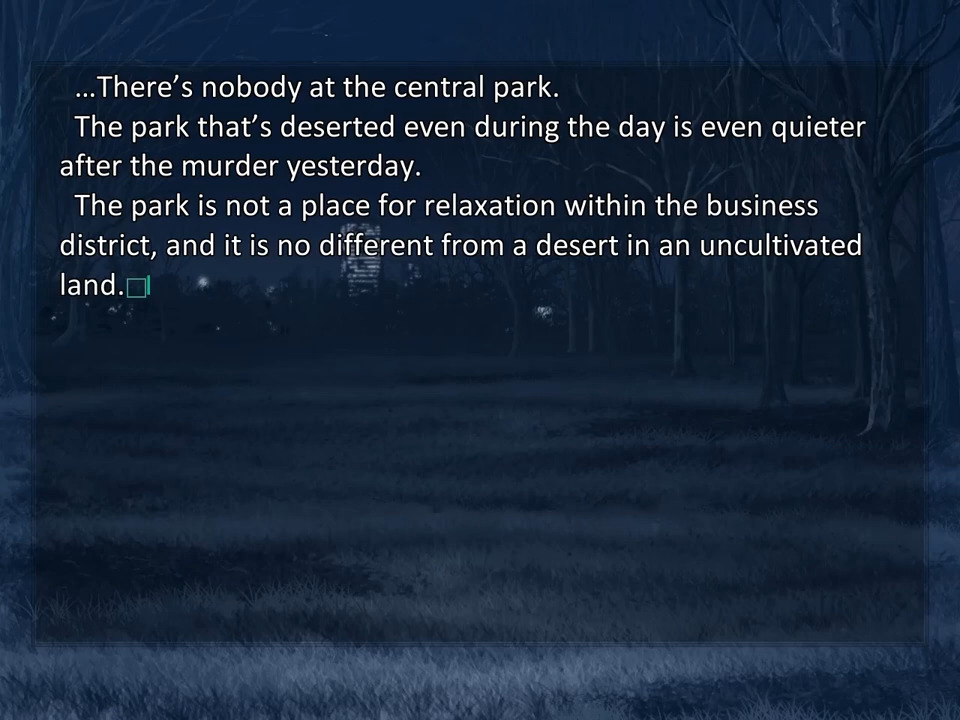 …There’s nobody at the central park.
The park that’s deserted even during the day is even quieter
after the murder yesterday.
The park is not a place for relaxation within the business
district, and it is no different from a desert in an uncultivated
land.